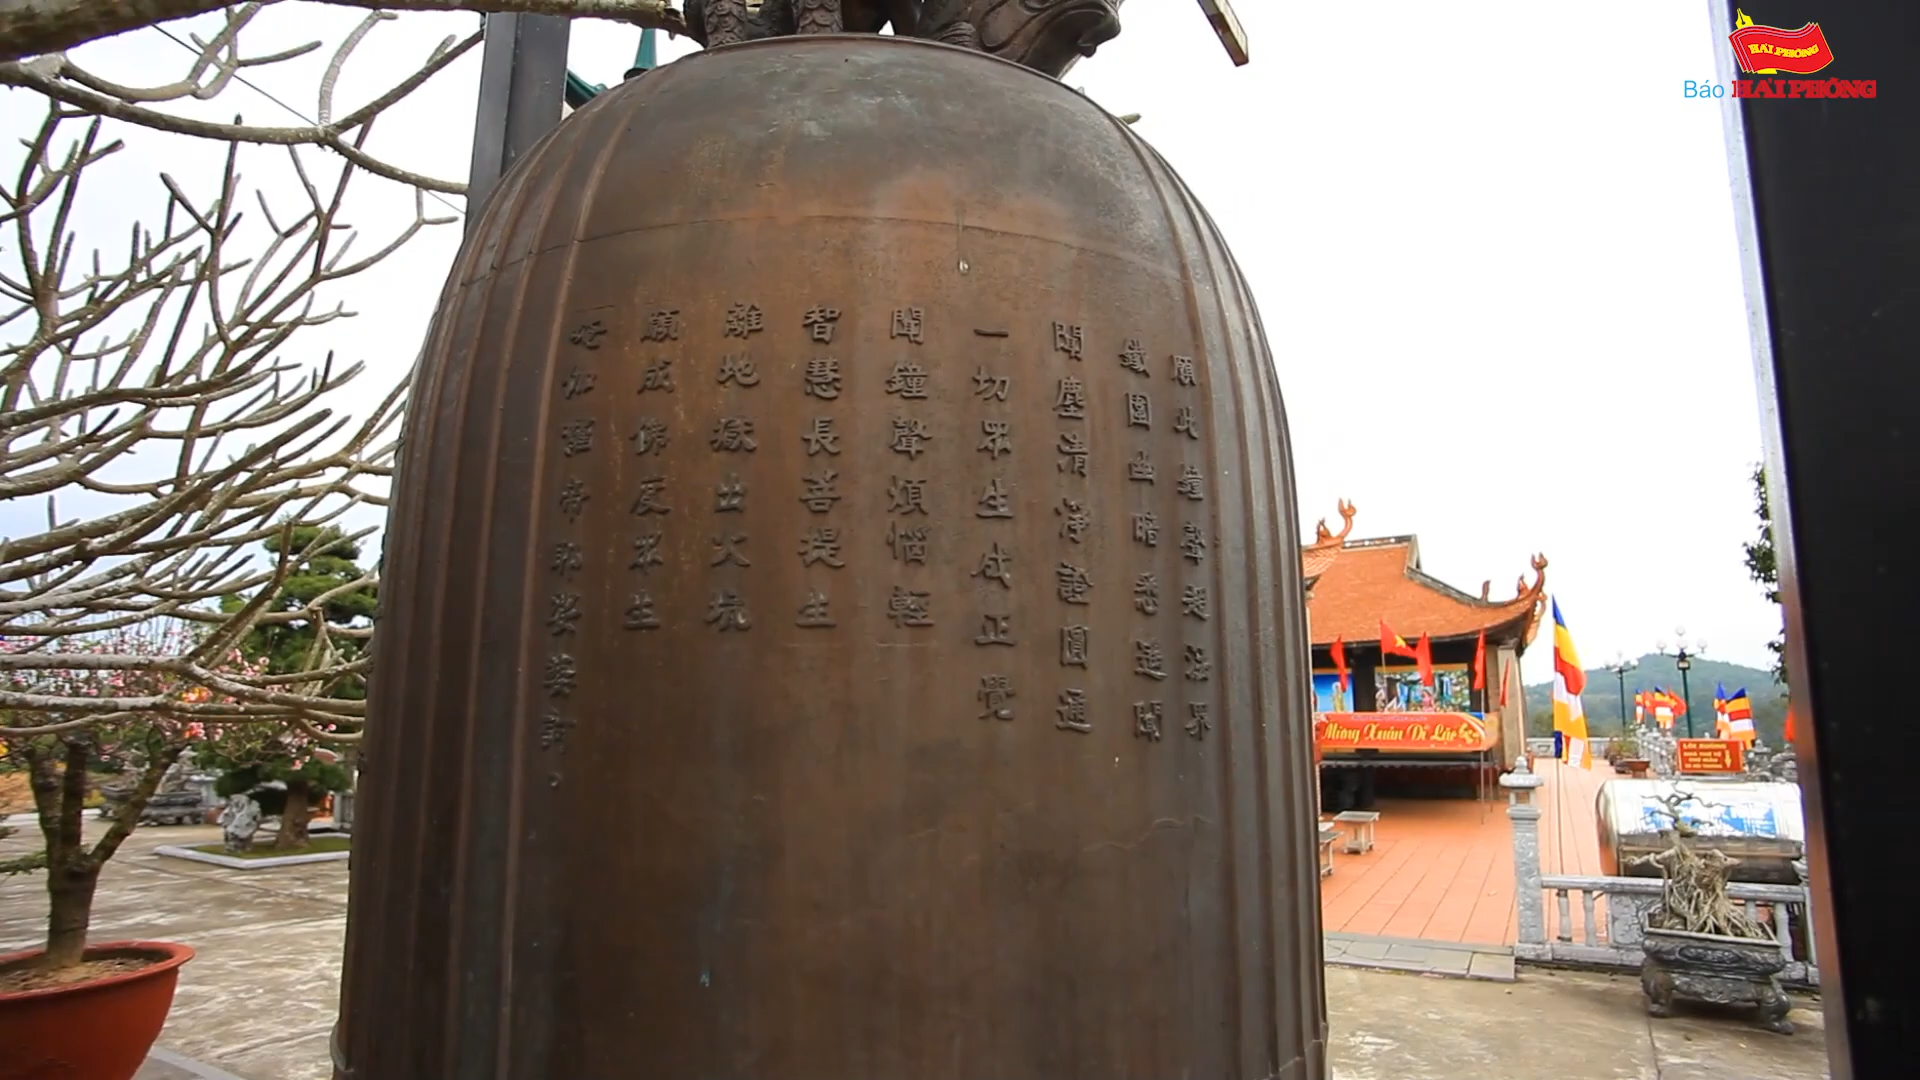 願此鐘聲超法界
鐵圍幽暗悉遥聞
聞塵清淨證圓通
一切眾生成正覺
聞鐘聲煩惱輕
智慧長菩提生
離地獄出火坑
願成佛度眾生
唵伽羅帝耶娑婆訶
Báo HẢI PHÒNG
HẢI PHÒNG
Mừng Xuân Di Lặc